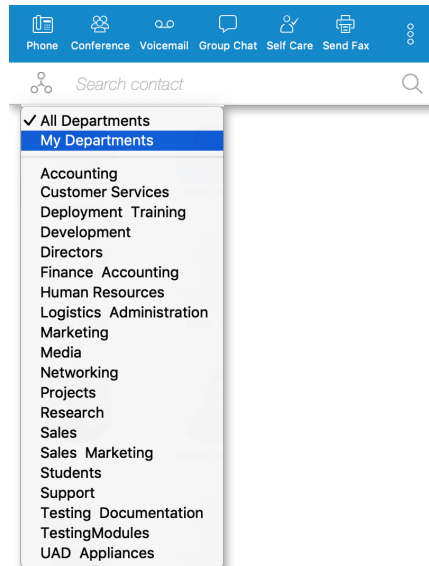 Phone Conference Voicemail Group Chat Self Care Send Fax
Search contact
✓ All Departments
My Departments
Accounting
Customer Services
Deployment  Training
Development
Directors
Finance  Accounting
Human Resources
Logistics  Administration
Marketing
Media
Networking
Projects
Research
Sales
Sales  Marketing
Students
Support
Testing  Documentation
TestingModules
UAD  Appliances